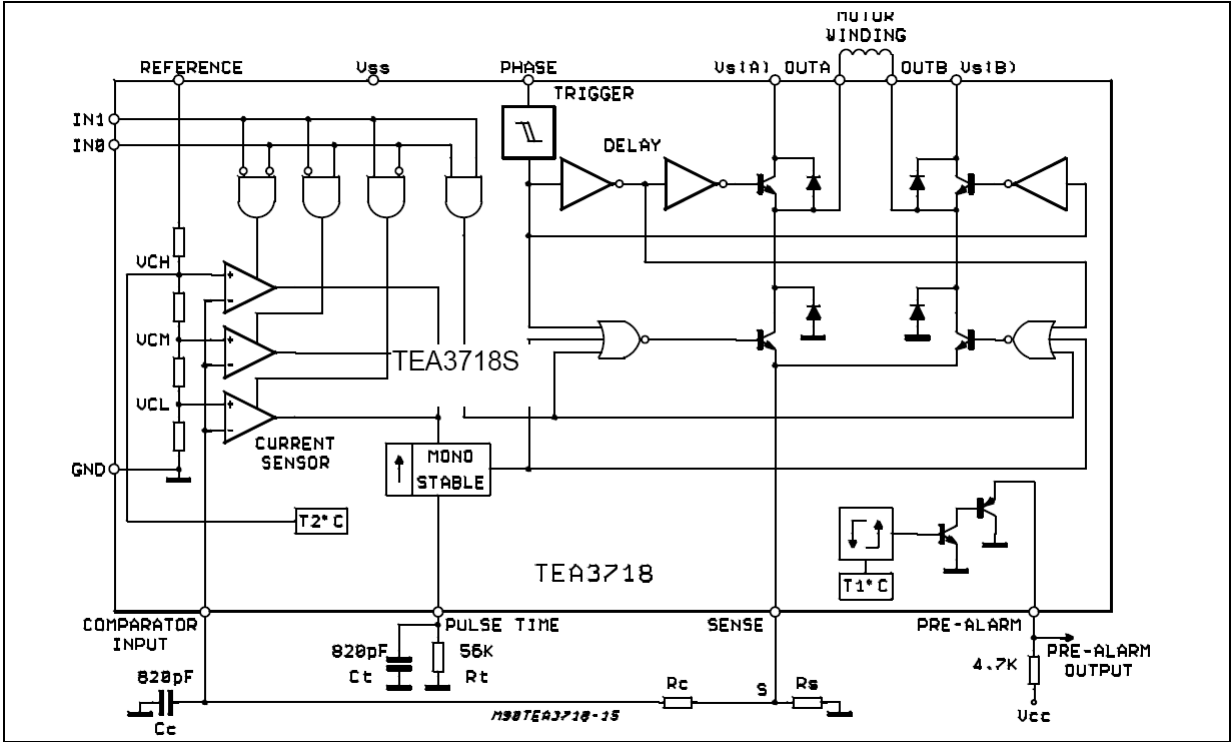 MOTOR
WINDING
REFERENCE
Vss
PHASE
Vs(A)
OUTA
OUTB
Vs(B)
TRIGGER
IN1
IN0
DELAY
VCH
VCM
TEA3718S
VCL
CURRENT
SENSOR
MONO
STABLE
GND
T2°C
TEA3718
T1°C
COMPARATOR
INPUT
PULSE TIME
SENSE
PRE-ALARM
820pF
Ct
56K
Rt
4.7K
PRE-ALARM
OUTPUT
820pF
Cc
Rc
S
Rs
M90TEA3718-15
Vcc